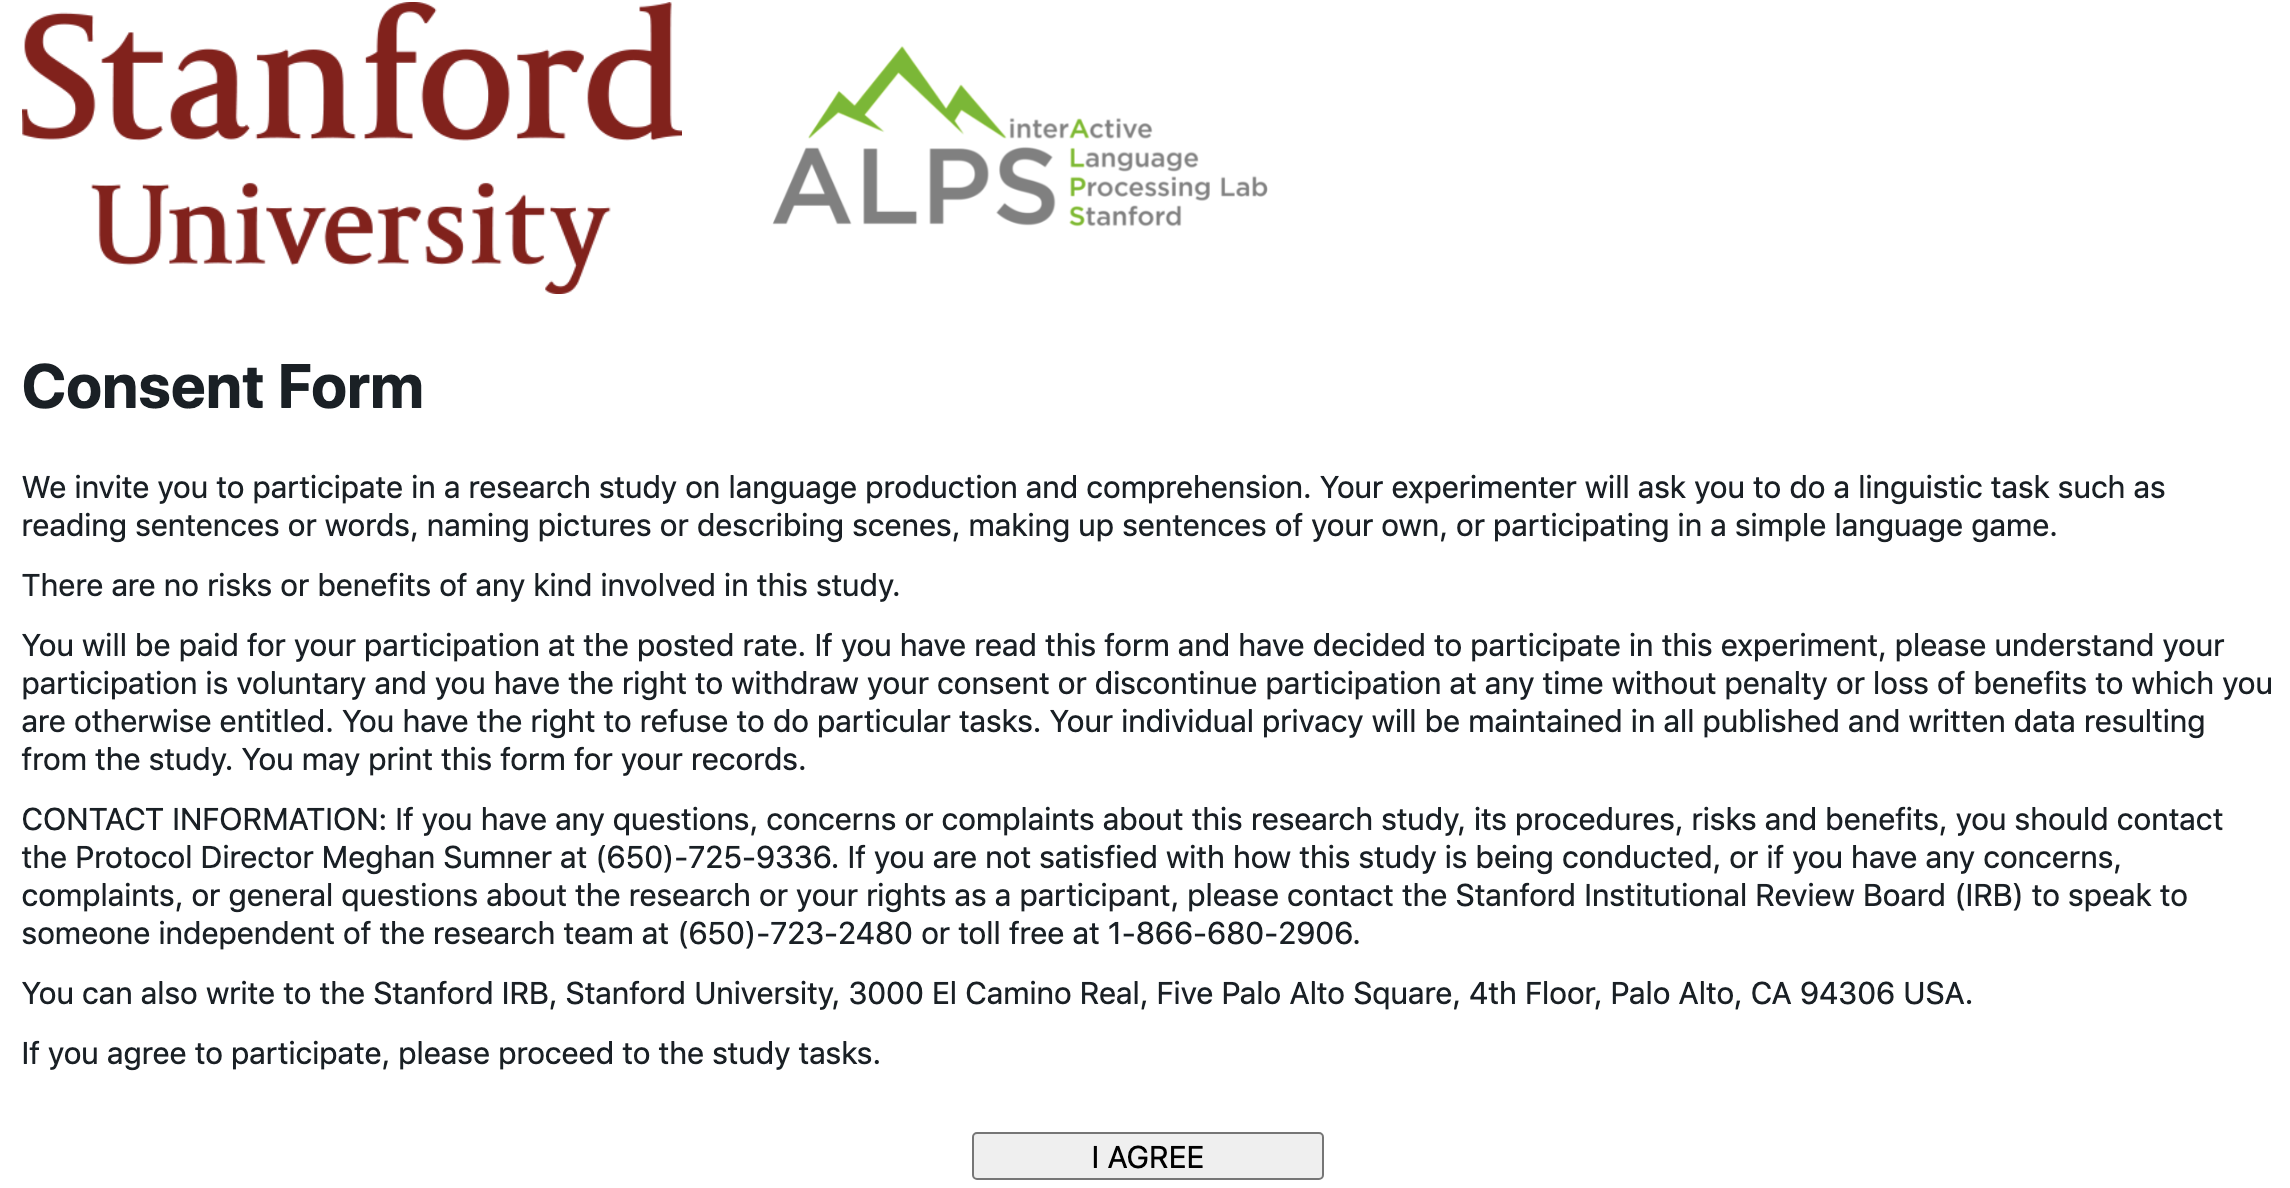 Stanford
University
interActive
Language
Processing Lab
Stanford
ALPS
Consent Form
We invite you to participate in a research study on language production and comprehension. Your experimenter will ask you to do a linguistic task such as
reading sentences or words, naming pictures or describing scenes, making up sentences of your own, or participating in a simple language game.
There are no risks or benefits of any kind involved in this study.
You will be paid for your participation at the posted rate. If you have read this form and have decided to participate in this experiment, please understand your
participation is voluntary and you have the right to withdraw your consent or discontinue participation at any time without penalty or loss of benefits to which you
are otherwise entitled. You have the right to refuse to do particular tasks. Your individual privacy will be maintained in all published and written data resulting
from the study. You may print this form for your records.
CONTACT INFORMATION: If you have any questions, concerns or complaints about this research study, its procedures, risks and benefits, you should contact
the Protocol Director Meghan Sumner at (650)-725-9336. If you are not satisfied with how this study is being conducted, or if you have any concerns,
complaints, or general questions about the research or your rights as a participant, please contact the Stanford Institutional Review Board (IRB) to speak to
someone independent of the research team at (650)-723-2480 or toll free at 1-866-680-2906.
You can also write to the Stanford IRB, Stanford University, 3000 El Camino Real, Five Palo Alto Square, 4th Floor, Palo Alto, CA 94306 USA.
If you agree to participate, please proceed to the study tasks.
I AGREE